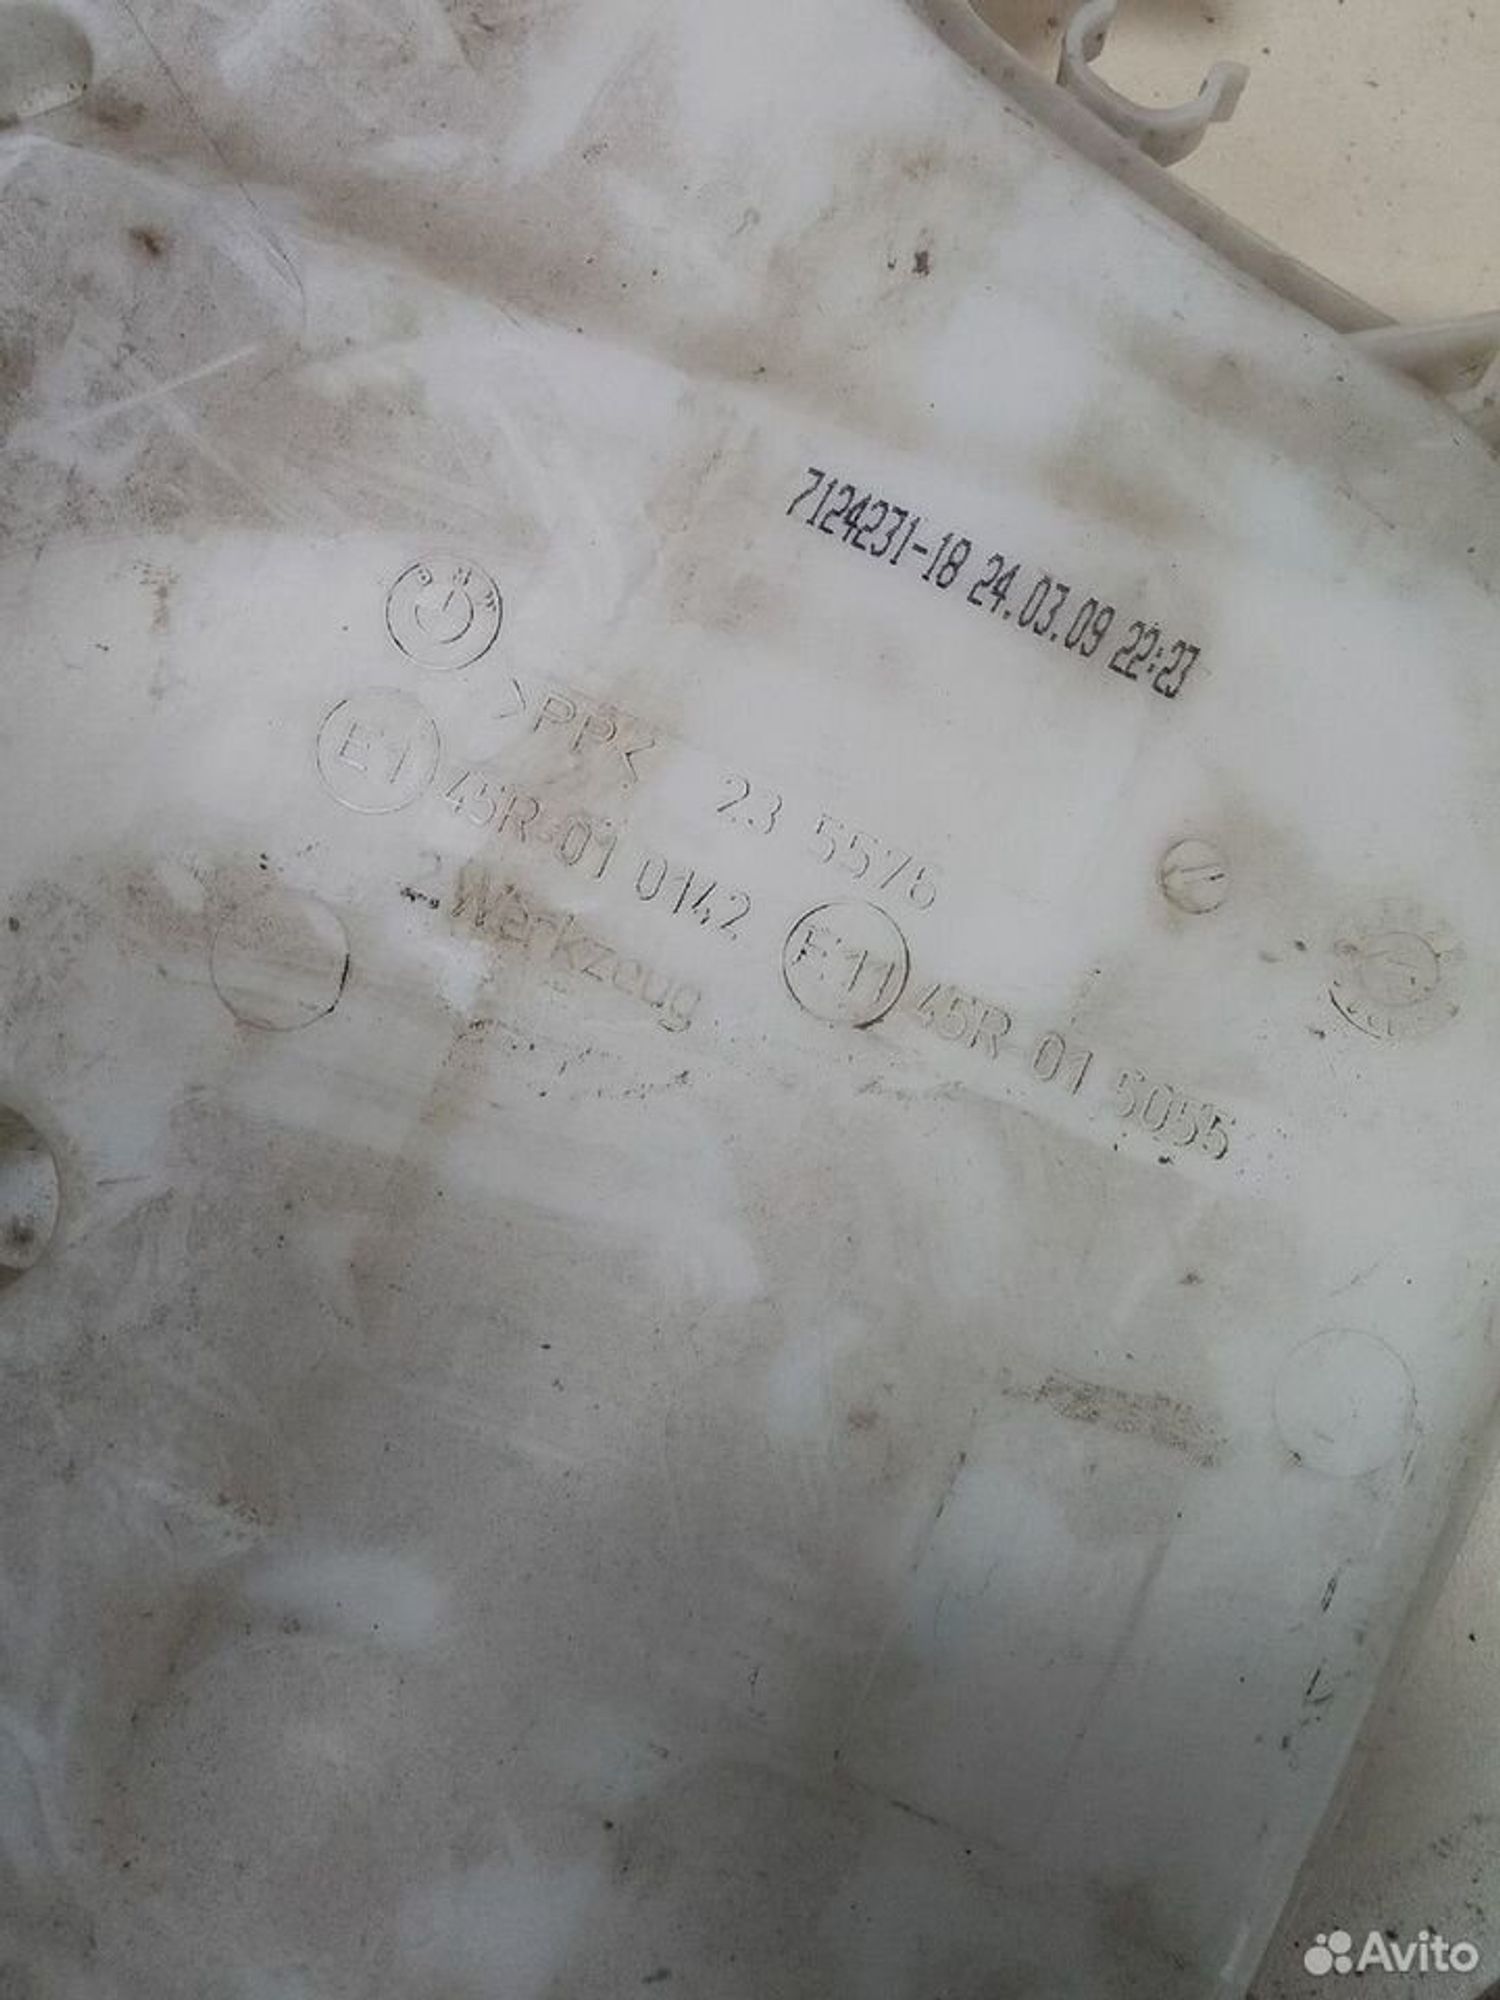 7124231-18 24.03.09 22:23
BMW
>PP< 23 5576
E1 45R-01 0142 E11 45R-01 5055
2.Werkzeug
Avito